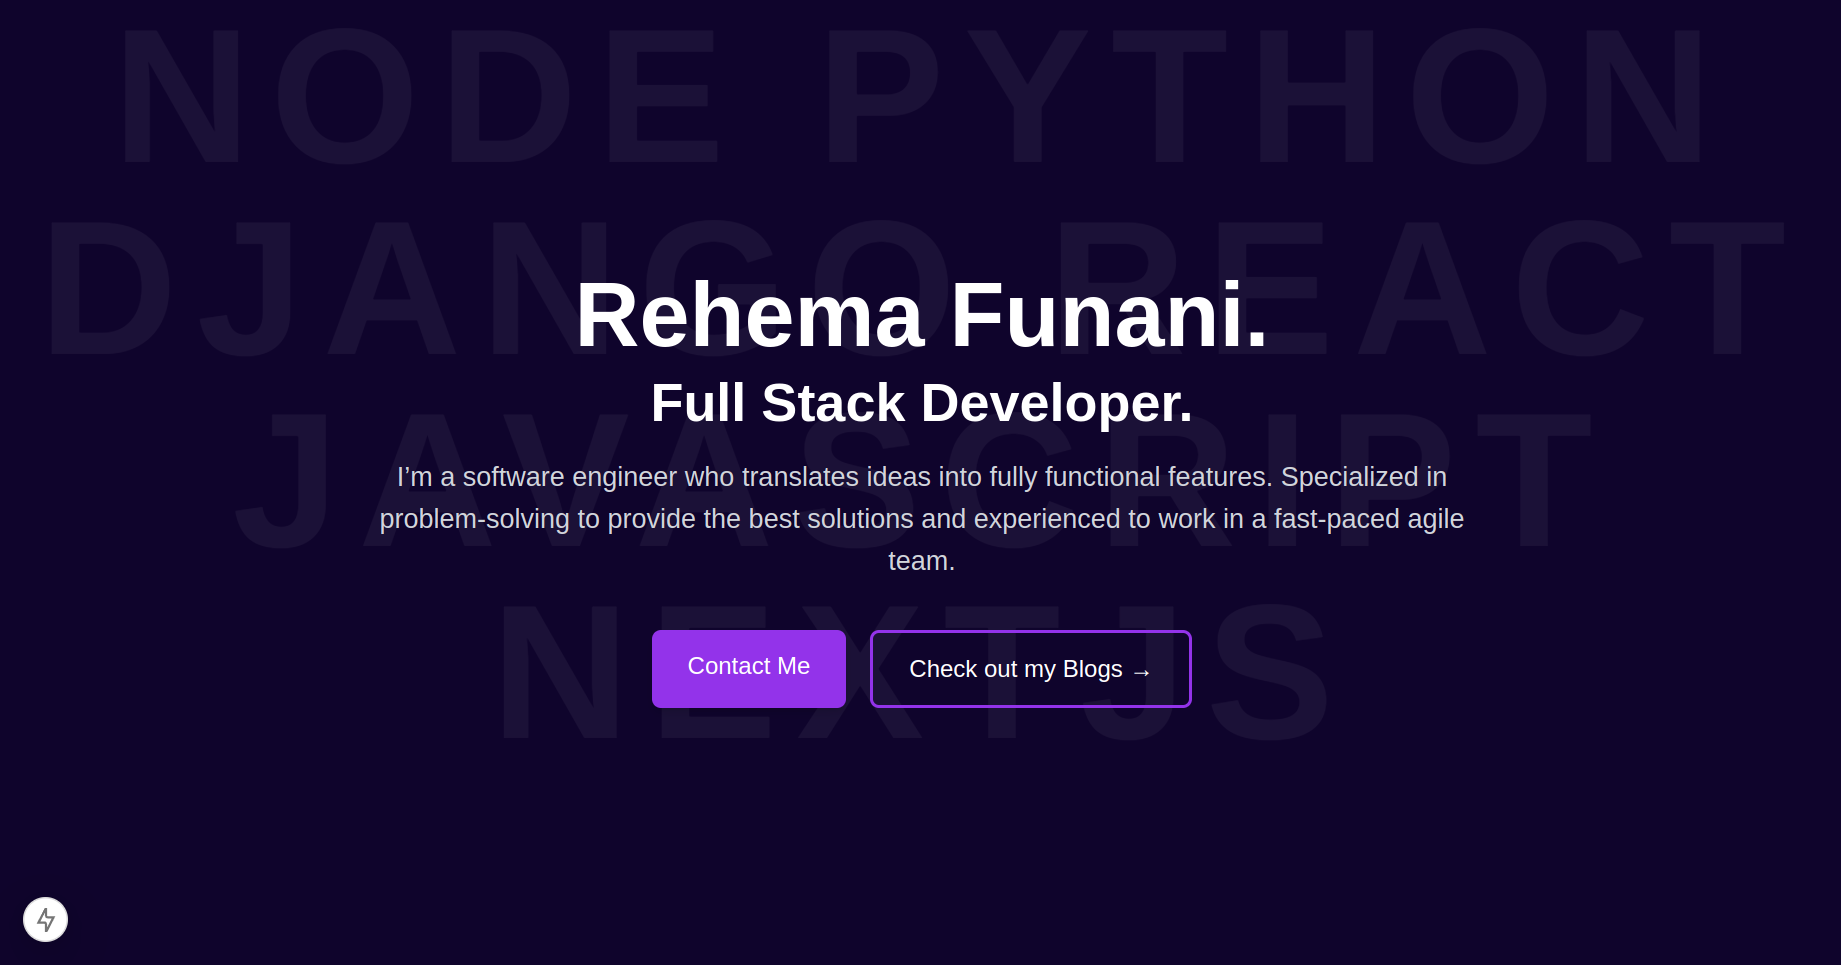 NODE PYTHON
DJANGO REACT
Rehema Funani.
Full Stack Developer.
JAVASCRIPT
I’m a software engineer who translates ideas into fully functional features. Specialized in
problem-solving to provide the best solutions and experienced to work in a fast-paced agile
team.
NEXTJS
Contact Me
Check out my Blogs →